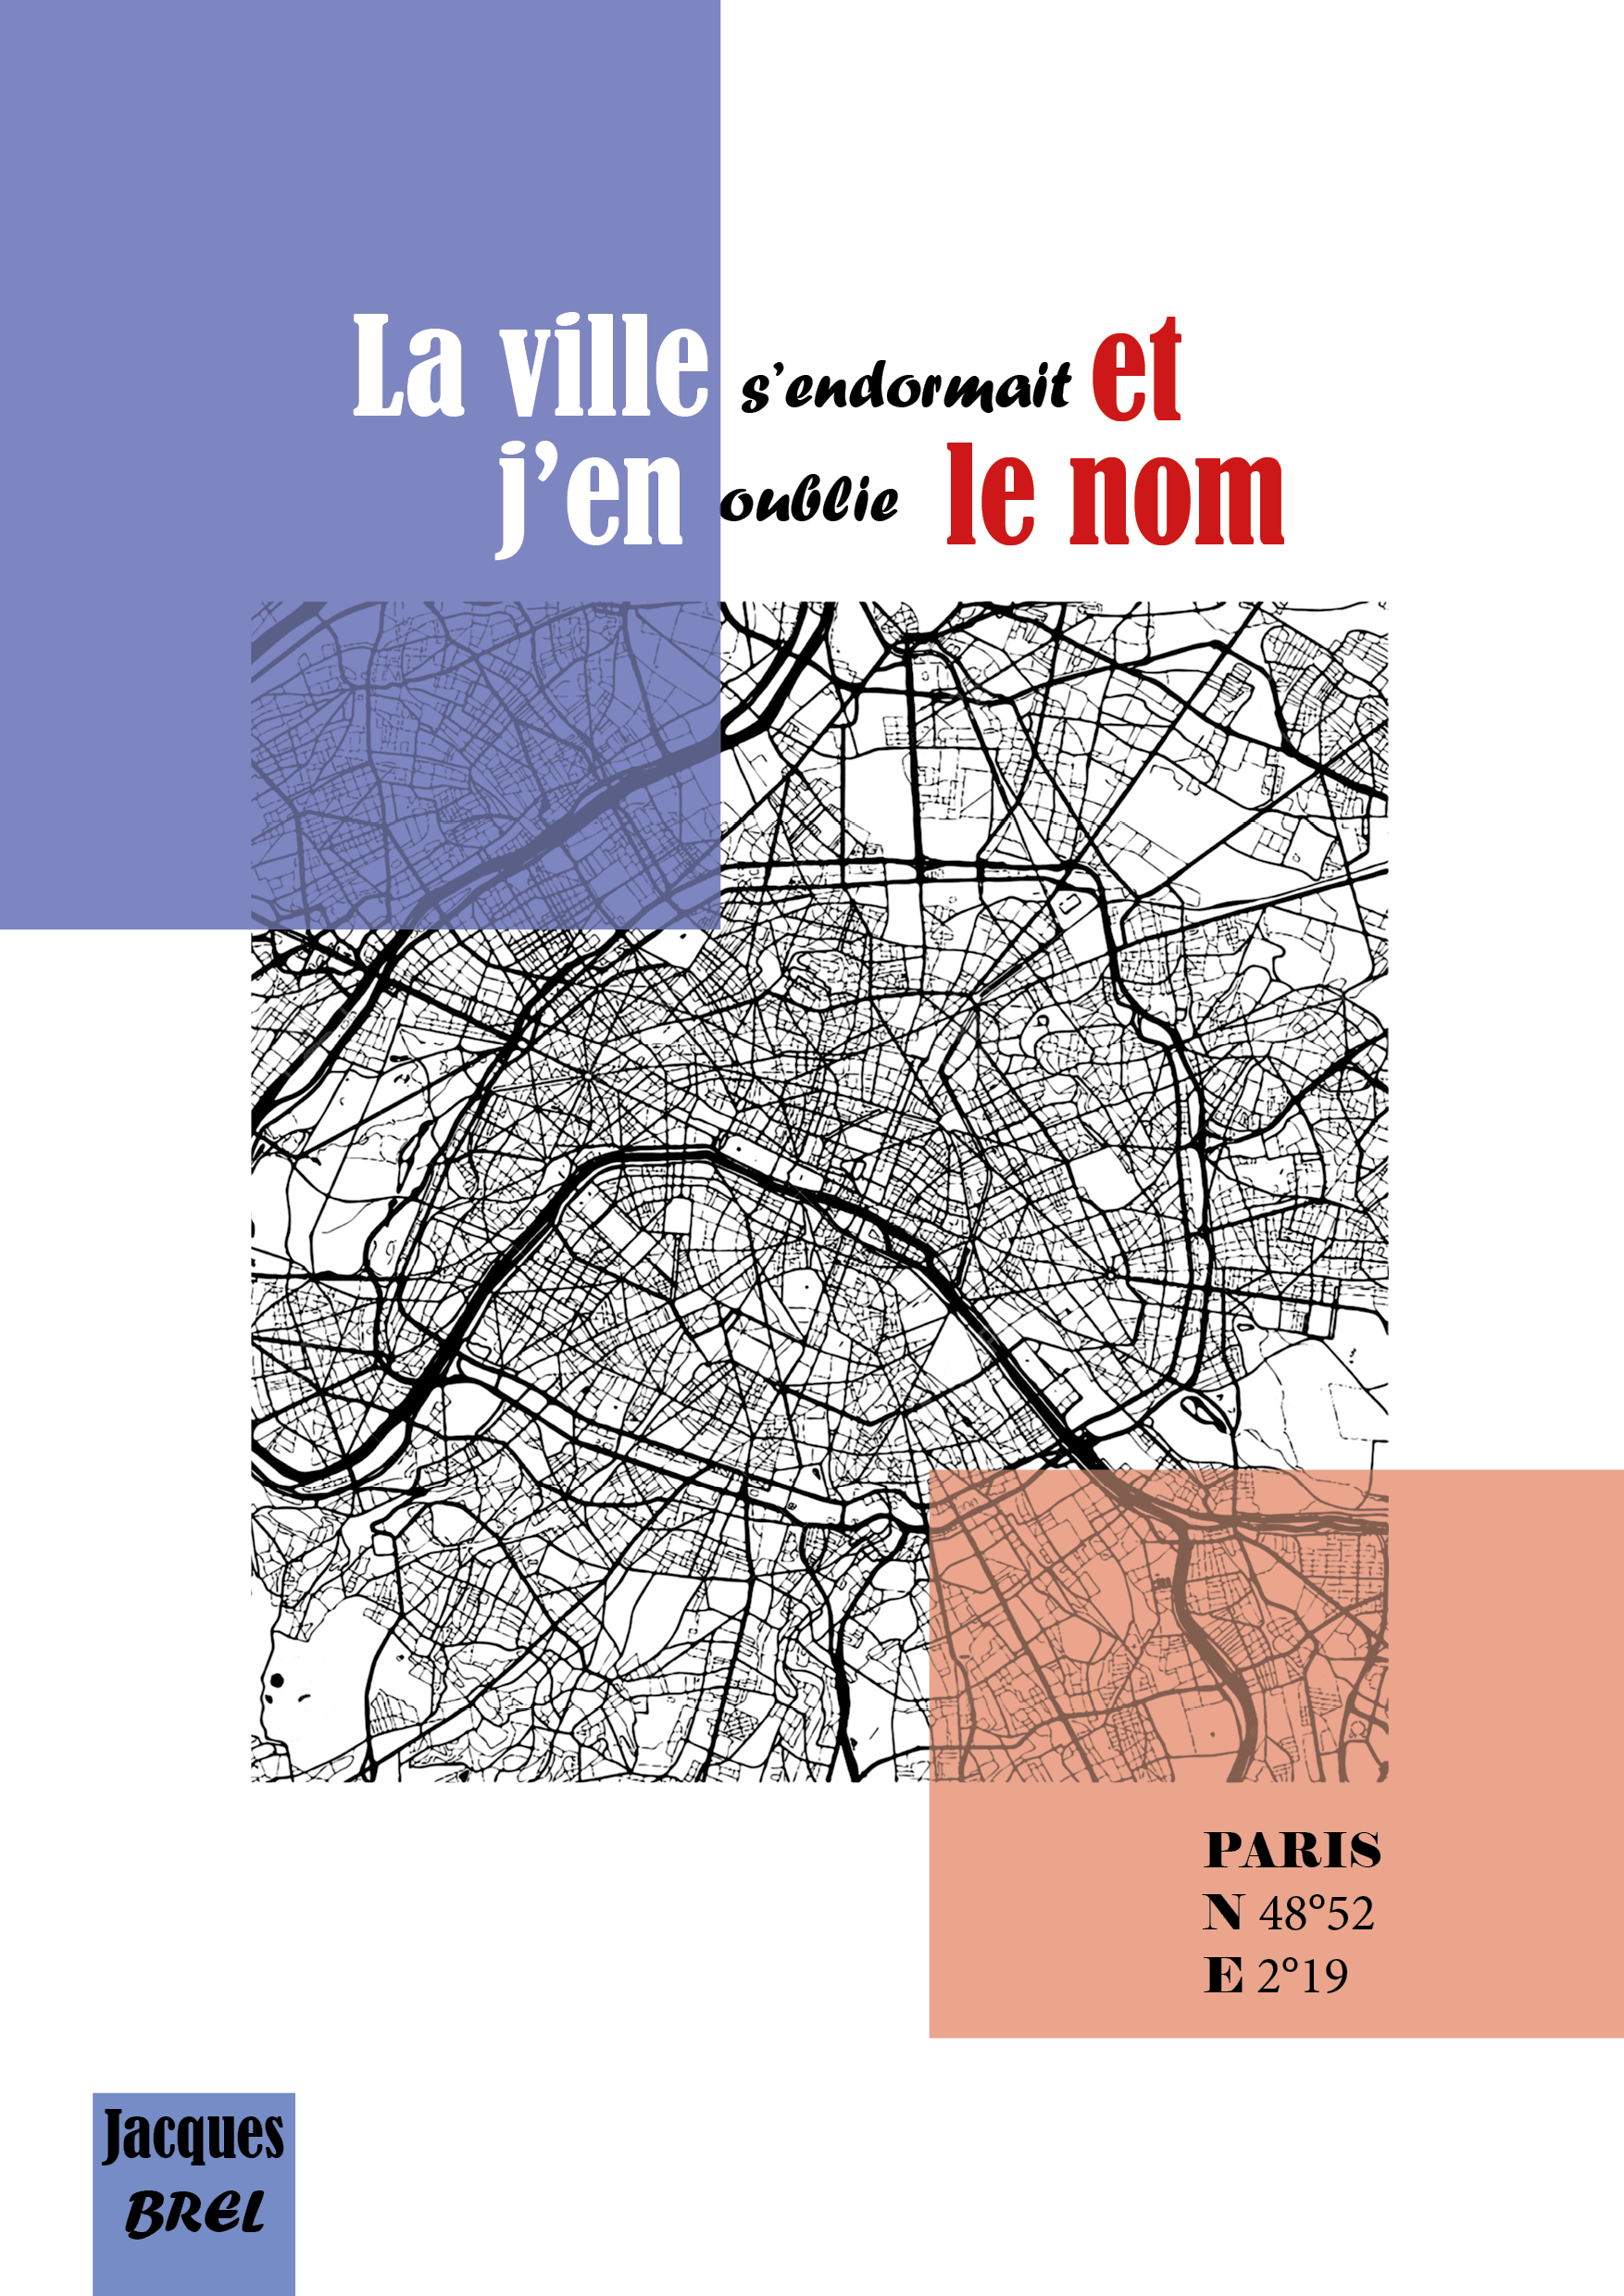 La ville s’endormait et
j’en oublie le nom
PARIS
N 48°52
E 2°19
Jacques
BREL